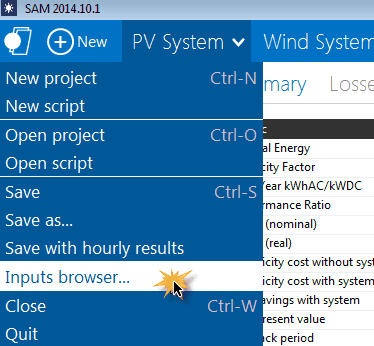 SAM 2014.10.1
New PV System Wind System
New project Ctrl-N
New script
Open project Ctrl-O
Open script
Save Ctrl-S
Save as...
Save with hourly results
Inputs browser...
Close Ctrl-W
Quit
mary Losse
c
al Energy
city Factor
year kWhAC/kWDC
rmance Ratio
(nominal)
(real)
icity cost without syst
icity cost with system
avings with system
present value
ack period